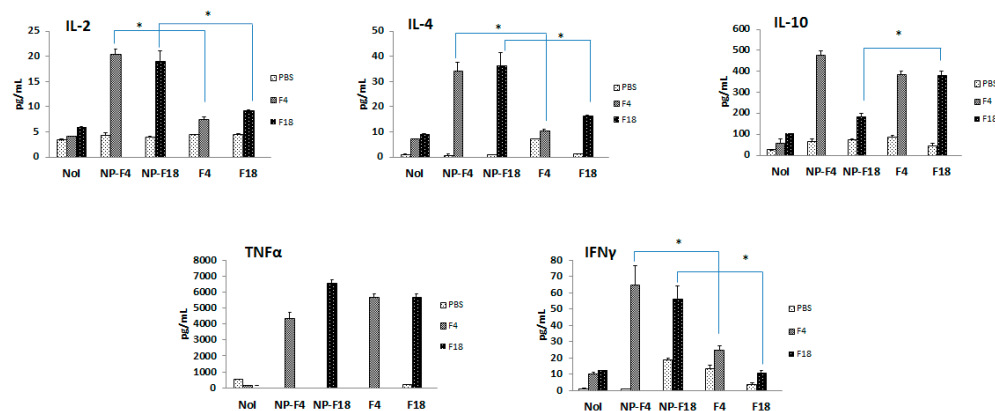 IL-2
*
*
25
20
15
10
5
0
pg/mL
NoI NP-F4 NP-F18 F4 F18
PBS
F4
F18
IL-4
*
*
50
40
30
20
10
0
pg/mL
NoI NP-F4 NP-F18 F4 F18
PBS
F4
F18
IL-10
*
600
500
400
300
200
100
0
pg/mL
NoI NP-F4 NP-F18 F4 F18
PBS
F4
F18
TNFα
8000
7000
6000
5000
4000
3000
2000
1000
0
pg/mL
NoI NP-F4 NP-F18 F4 F18
PBS
F4
F18
IFNγ
*
*
80
70
60
50
40
30
20
10
0
pg/mL
NoI NP-F4 NP-F18 F4 F18
PBS
F4
F18